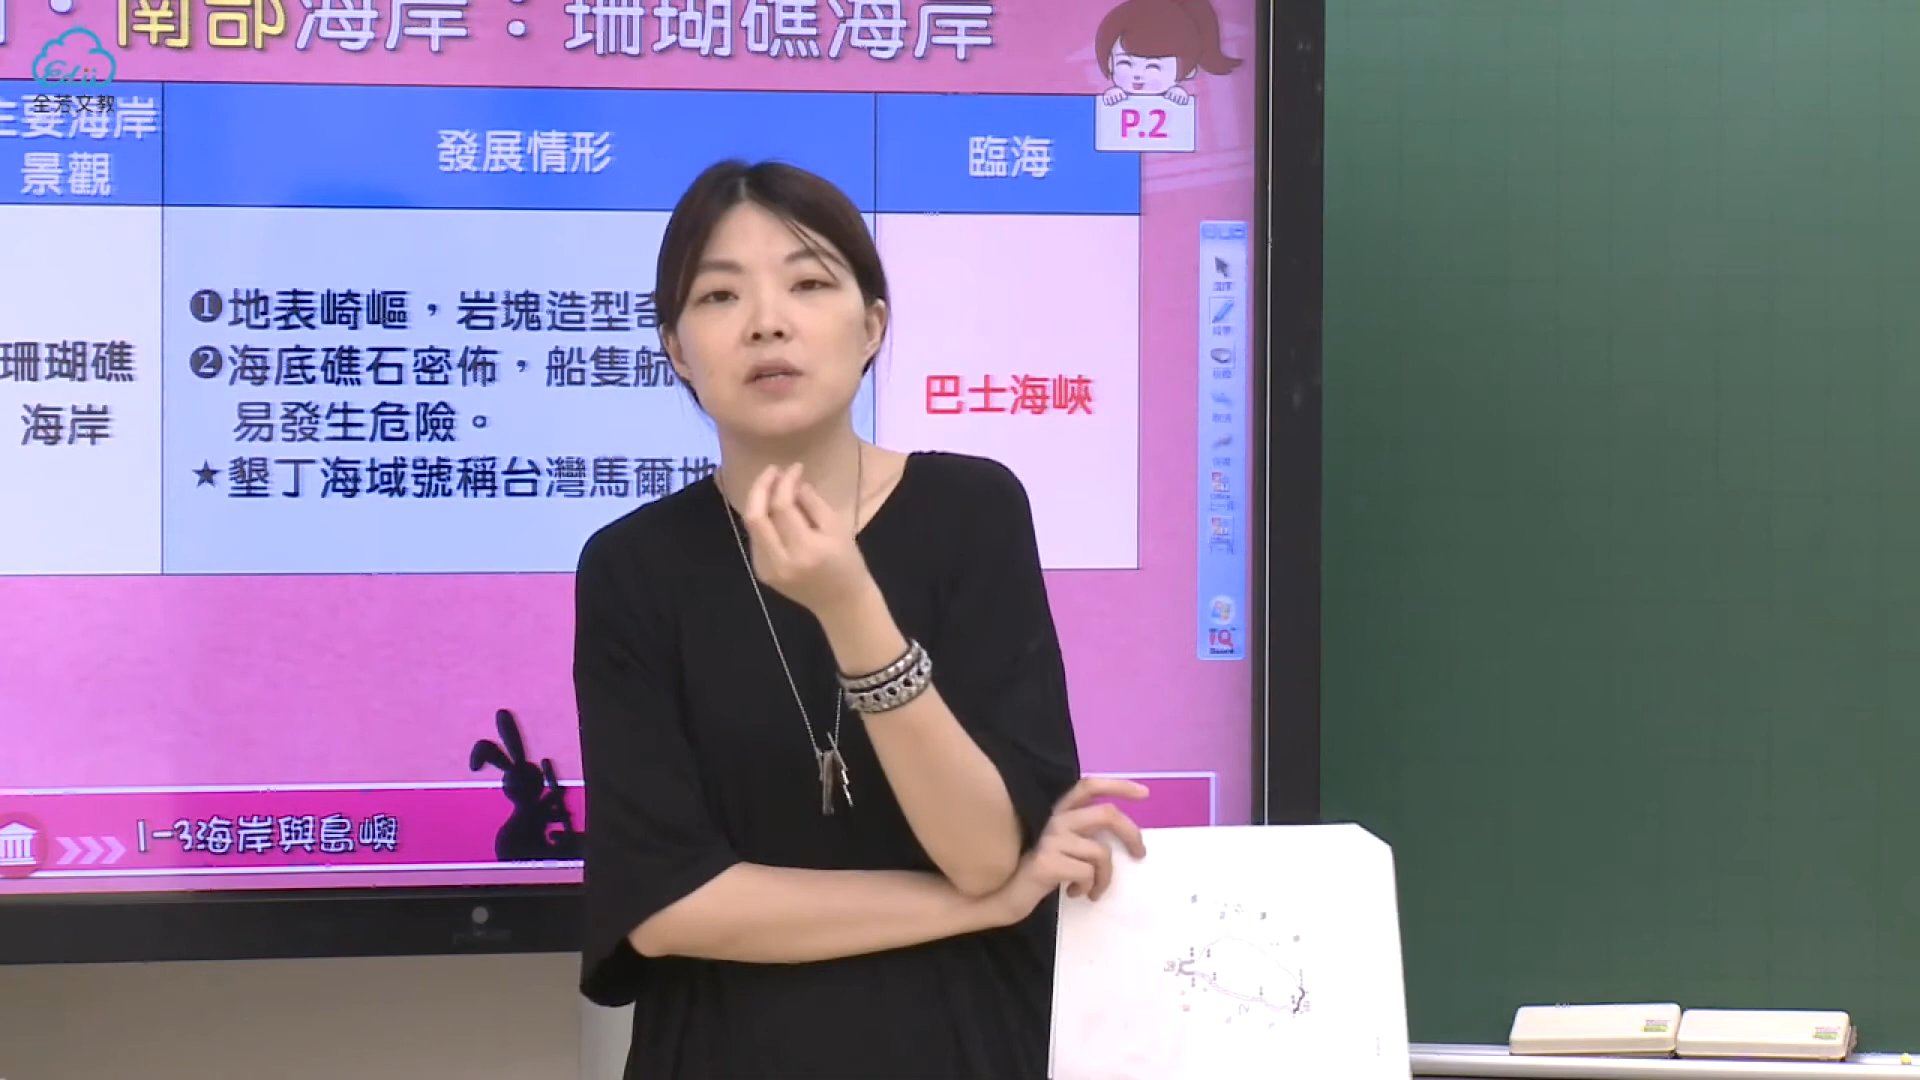 南部海岸：珊瑚礁海岸
Edii
全芳文教
P.2
主要海岸
景觀
發展情形
臨海
珊瑚礁
海岸
❶地表崎嶇，岩塊造型奇
❷海底礁石密佈，船隻航
易發生危險。
★墾丁海域號稱台灣馬爾地
巴士海峽
1-3海岸與島嶼